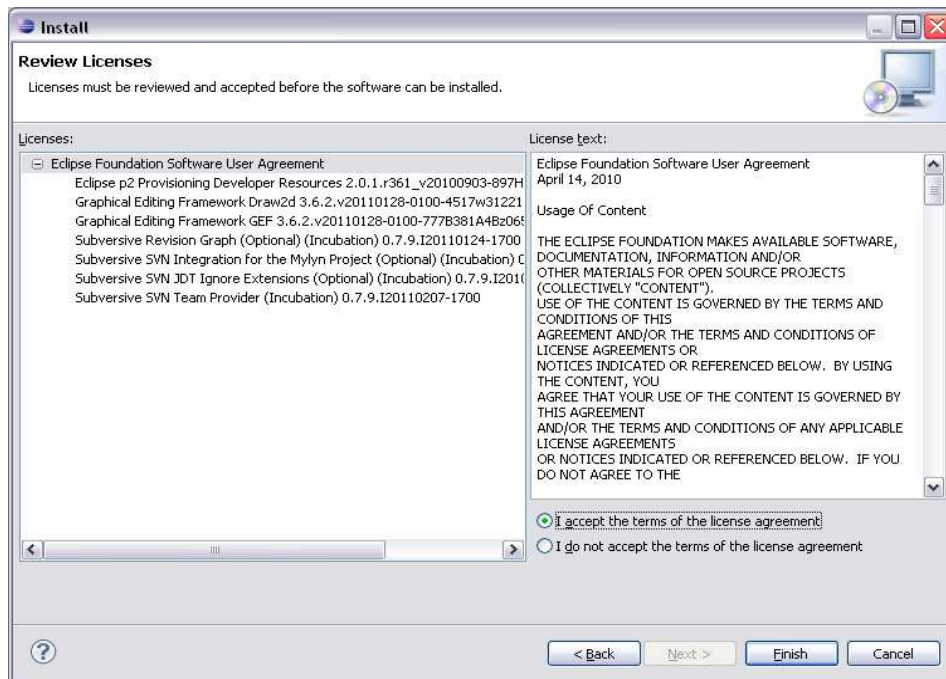 Install
Review Licenses
Licenses must be reviewed and accepted before the software can be installed.
Licenses:
Eclipse Foundation Software User Agreement
Eclipse p2 Provisioning Developer Resources 2.0.1.r361_v20100903-897H
Graphical Editing Framework Draw2d 3.6.2.v20110128-0100-4517w31221
Graphical Editing Framework GEF 3.6.2.v20110128-0100-777B381A4Bz065
Subversive Revision Graph (Optional) (Incubation) 0.7.9.I20110124-1700
Subversive SVN Integration for the Mylyn Project (Optional) (Incubation)
Subversive SVN JDT Ignore Extensions (Optional) (Incubation) 0.7.9.I201
Subversive SVN Team Provider (Incubation) 0.7.9.I20110207-1700
License text:
Eclipse Foundation Software User Agreement
April 14, 2010
Usage Of Content
THE ECLIPSE FOUNDATION MAKES AVAILABLE SOFTWARE,
DOCUMENTATION, INFORMATION AND/OR
OTHER MATERIALS FOR OPEN SOURCE PROJECTS
(COLLECTIVELY "CONTENT").
USE OF THE CONTENT IS GOVERNED BY THE TERMS AND
CONDITIONS OF THIS
AGREEMENT AND/OR THE TERMS AND CONDITIONS OF
LICENSE AGREEMENTS OR
NOTICES INDICATED OR REFERENCED BELOW. BY USING
THE CONTENT, YOU
AGREE THAT YOUR USE OF THE CONTENT IS GOVERNED BY
THIS AGREEMENT
AND/OR THE TERMS AND CONDITIONS OF ANY APPLICABLE
LICENSE AGREEMENTS
OR NOTICES INDICATED OR REFERENCED BELOW. IF YOU
DO NOT AGREE TO THE
I accept the terms of the license agreement
I do not accept the terms of the license agreement
?
< Back
Next >
Finish
Cancel